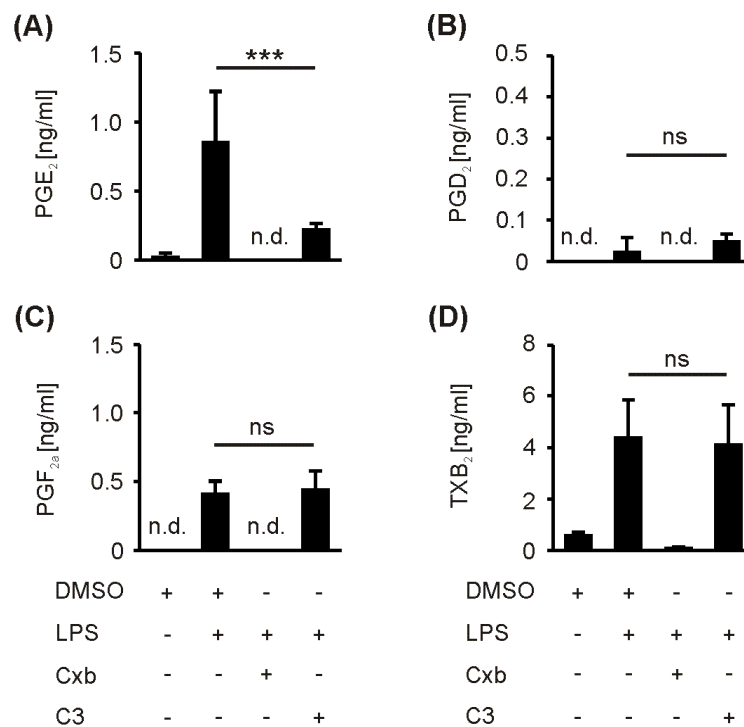 (A)
1.5
1.0
0.5
0
PGE2 [ng/ml]
***
n.d.
(B)
0.5
0.4
0.3
0.2
0.1
0
PGD2 [ng/ml]
ns
n.d.
n.d.
(C)
1.5
1.0
0.5
0
PGF2a [ng/ml]
ns
n.d.
n.d.
(D)
8
6
4
2
0
TXB2 [ng/ml]
ns
DMSO + + - -
LPS - + + +
Cxb - - + -
C3 - - - +
DMSO + + - -
LPS - + + +
Cxb - - + -
C3 - - - +